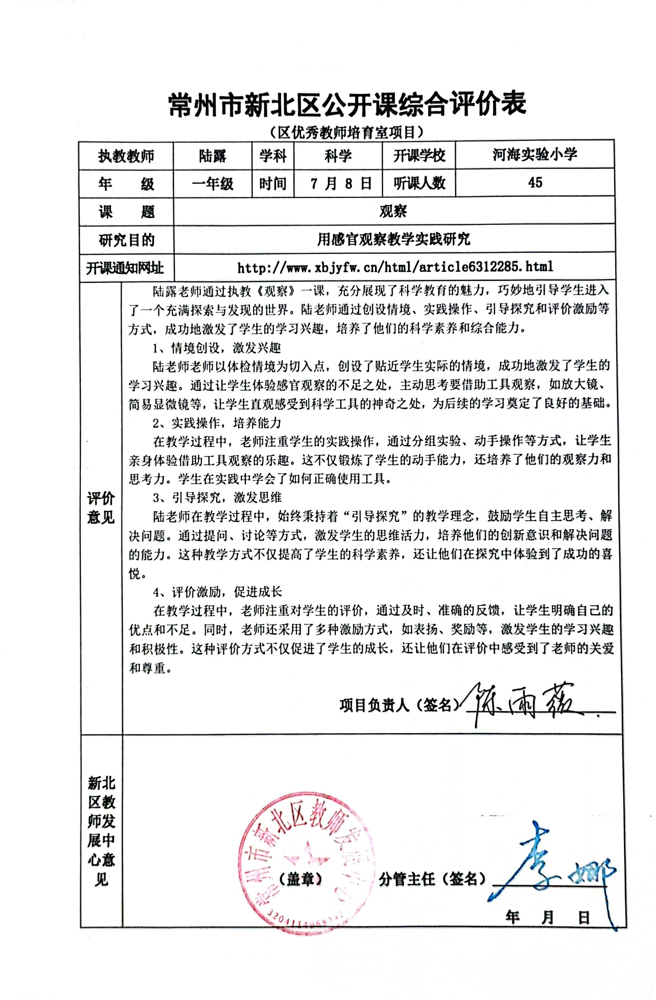 常州市新北区公开课综合评价表
（区优秀教师培育室项目）
执教教师 陆露 学科 科学 开课学校 河海实验小学
年 级 一年级 时间 7 月 8 日 听课人数 45
课 题 观察
研究目的 用感官观察教学实践研究
开课通知网址 http://www.xbjyfw.cn/html/article6312285.html
评价
意见
陆露老师通过执教《观察》一课，充分展现了科学教育的魅力，巧妙地引导学生进入
了一个充满探索与发现的世界。陆老师通过创设情境、实践操作、引导探究和评价激励等
方式，成功地激发了学生的学习兴趣，培养了他们的科学素养和综合能力。
1、情境创设，激发兴趣
陆老师老师以体检情境为切入点，创设了贴近学生实际的情境，成功地激发了学生的
学习兴趣。通过让学生体验感官观察的不足之处，主动思考要借助工具观察，如放大镜、
简易显微镜等，让学生直观感受到科学工具的神奇之处，为后续的学习奠定了良好的基础。
2、实践操作，培养能力
在教学过程中，老师注重学生的实践操作，通过分组实验、动手操作等方式，让学生
亲身体验借助工具观察的乐趣。这不仅锻炼了学生的动手能力，还培养了他们的观察力和
思考力。学生在实践中学会了如何正确使用工具。
3、引导探究，激发思维
陆老师在教学过程中，始终秉持着“引导探究”的教学理念，鼓励学生自主思考、解
决问题。通过提问、讨论等方式，激发学生的思维活力，培养他们的创新意识和解决问题
的能力。这种教学方式不仅提高了学生的科学素养，还让他们在探究中体验到了成功的喜
悦。
4、评价激励，促进成长
在教学过程中，老师注重对学生的评价，通过及时、准确的反馈，让学生明确自己的
优点和不足。同时，老师还采用了多种激励方式，如表扬、奖励等，激发学生的学习兴趣
和积极性。这种评价方式不仅促进了学生的成长，还让他们在评价中感受到了老师的关爱
和尊重。
项目负责人（签名）陈雨薇
新北
区教
师发
展中
心意
见
常州市新北区教师发展中心
（盖章） 分管主任（签名）李娜
年 月 日